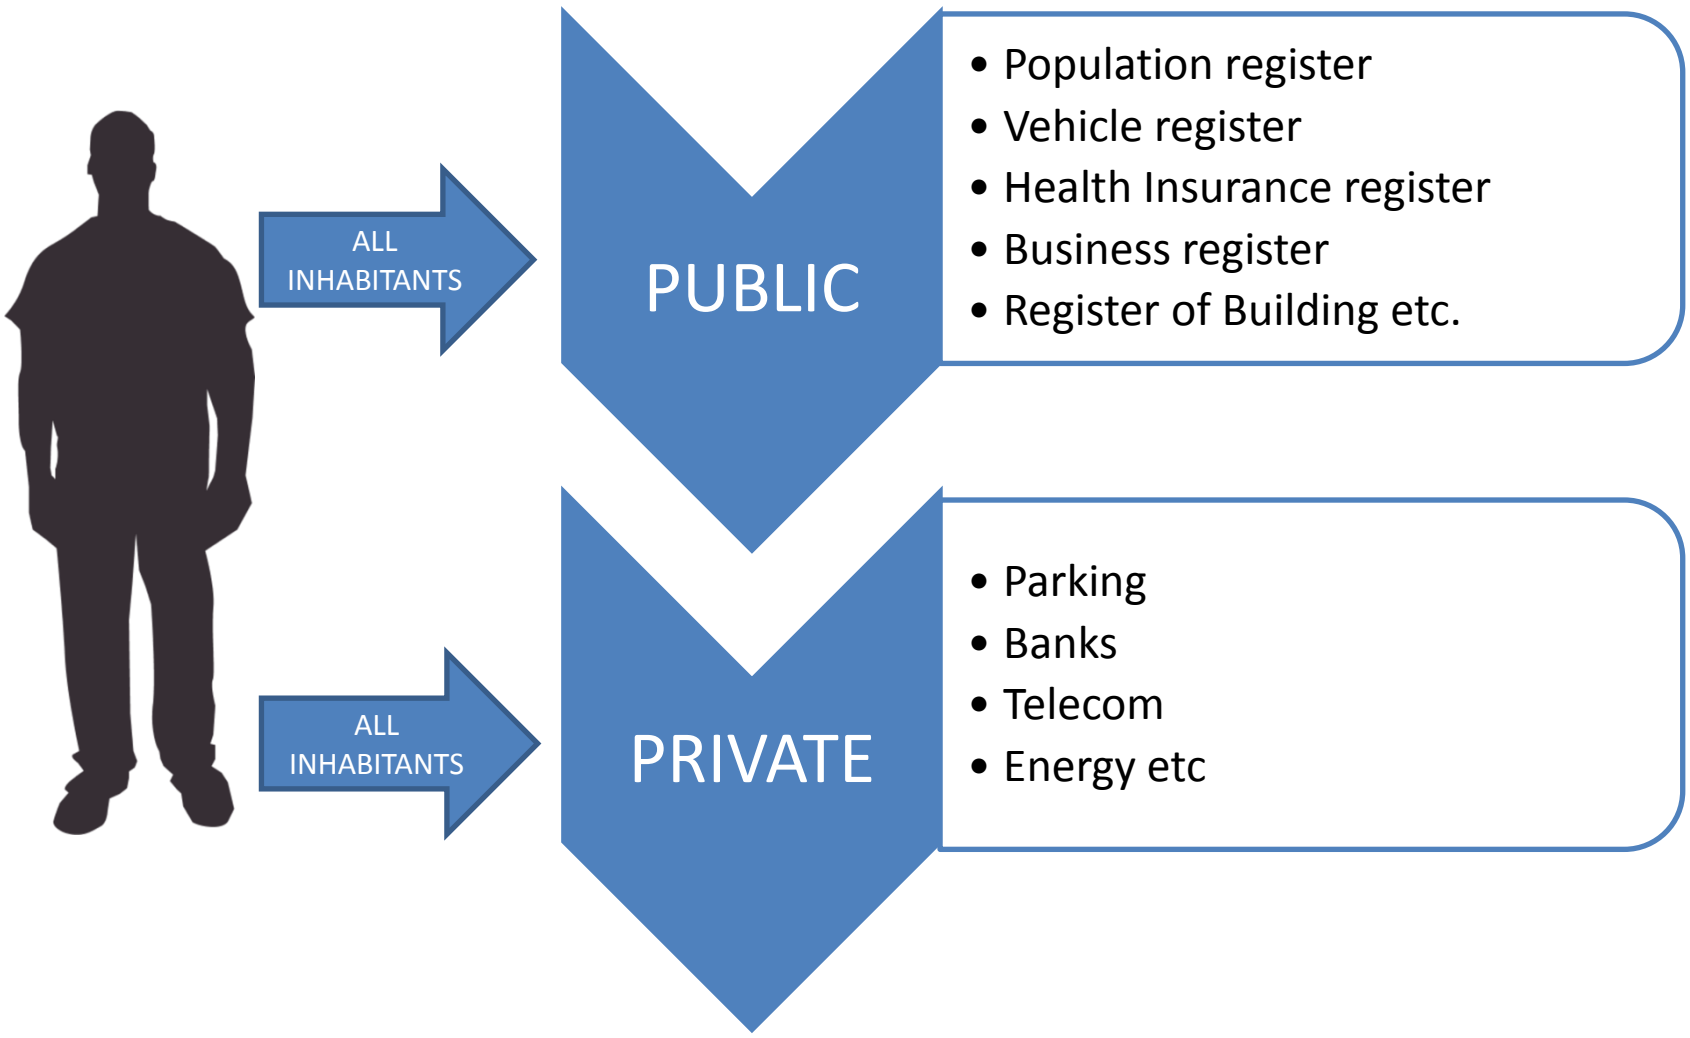 ALL
INHABITANTS
PUBLIC
• Population register
• Vehicle register
• Health Insurance register
• Business register
• Register of Building etc.
ALL
INHABITANTS
PRIVATE
• Parking
• Banks
• Telecom
• Energy etc